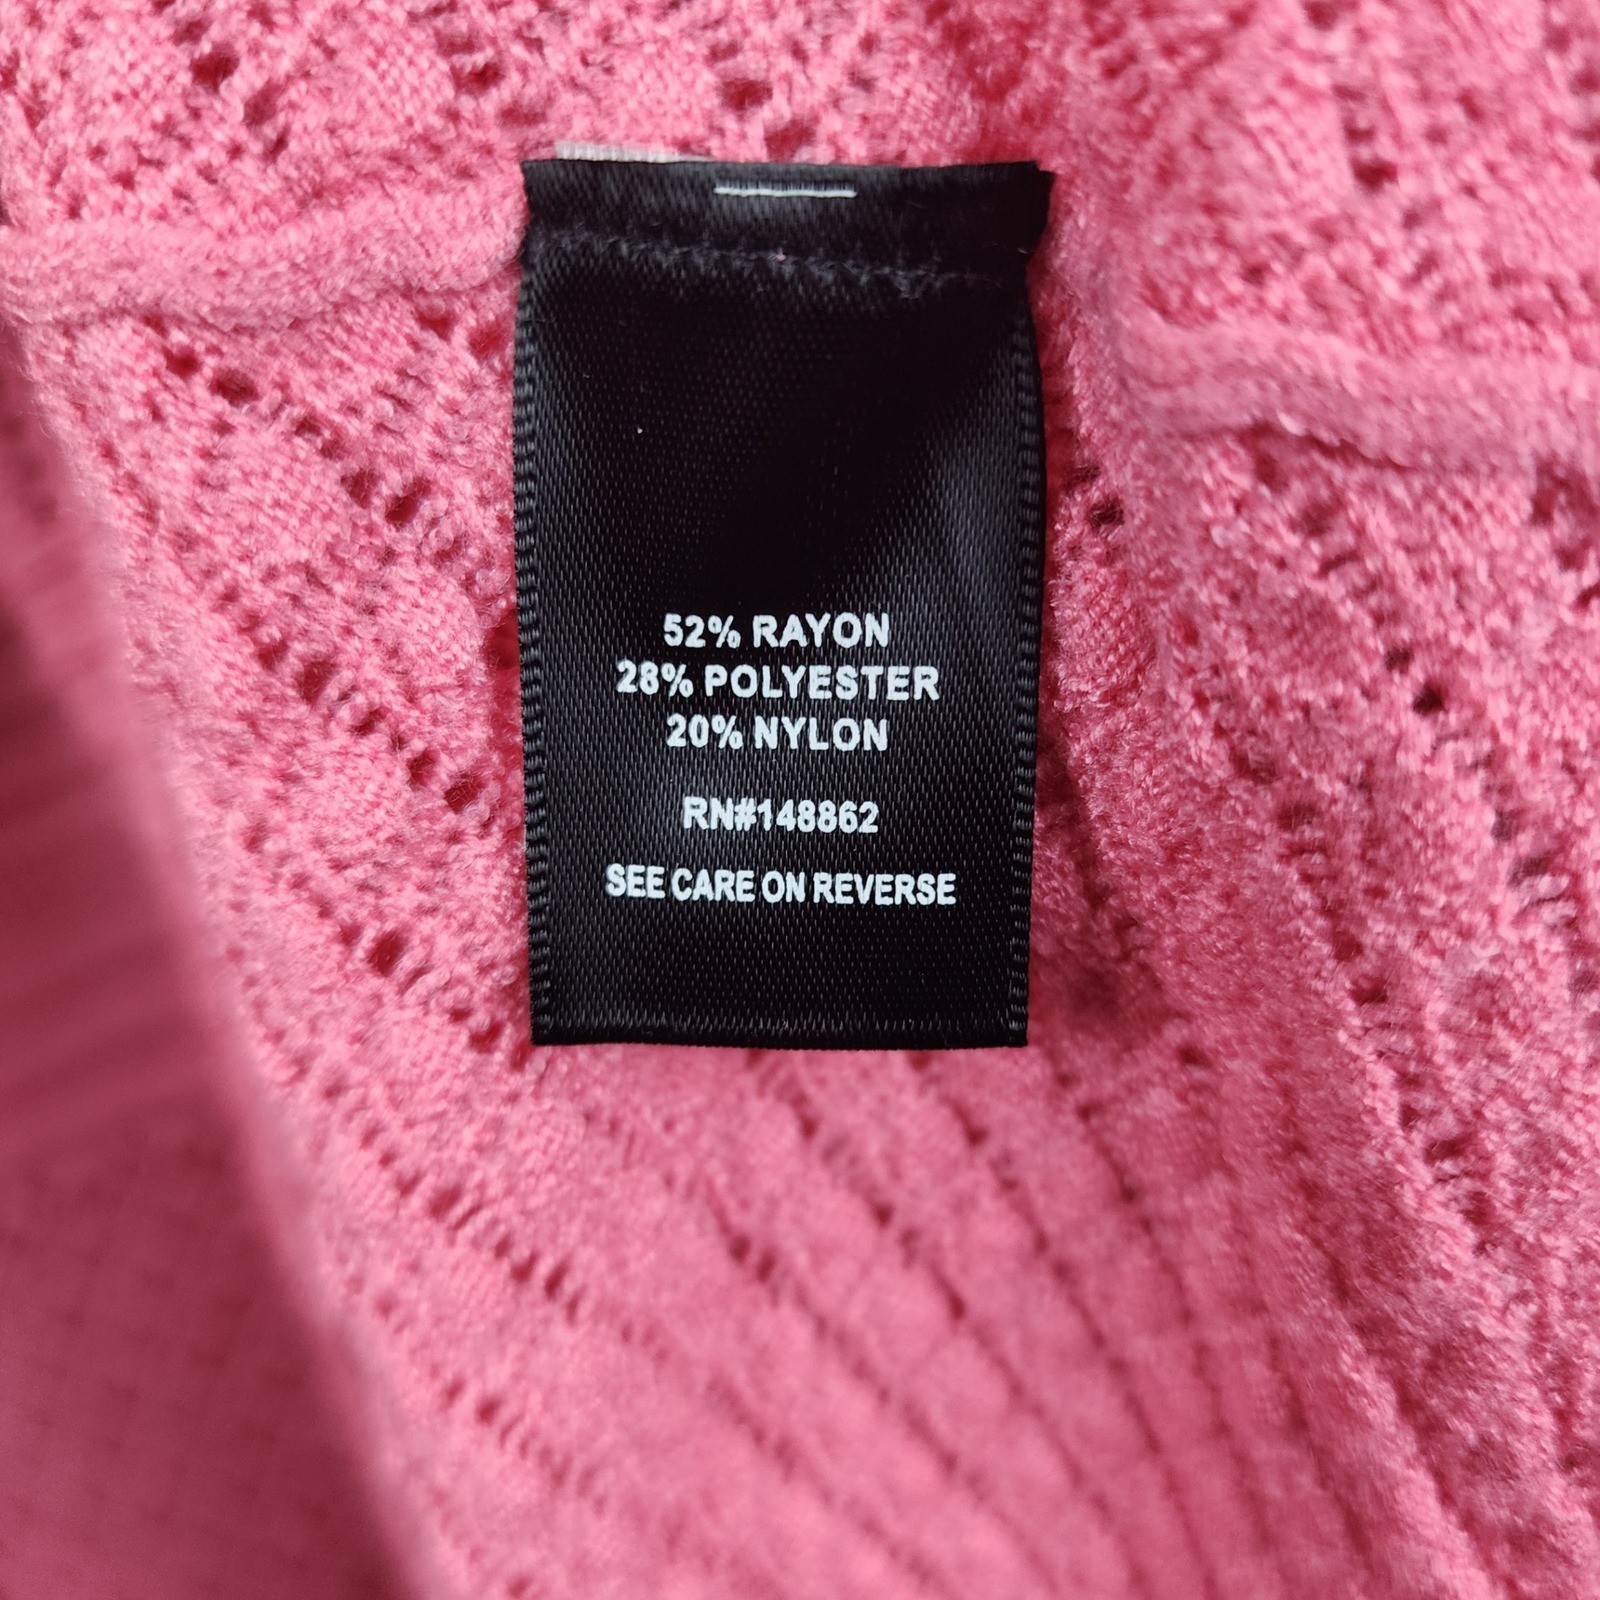 52% RAYON
28% POLYESTER
20% NYLON
RN#148862
SEE CARE ON REVERSE